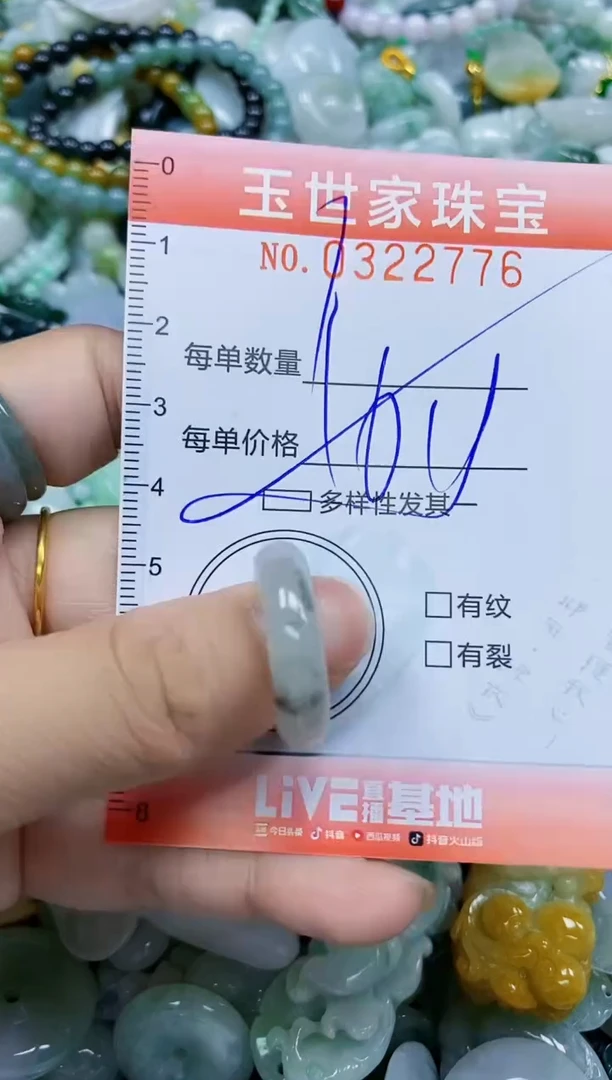 0
玉世家珠宝
NO.0322776
1
2
每单数量
3
每单价格
4
多样性发其一
5
□有纹
□有裂
8
LiVE直播基地
今日头条 抖音 西瓜视频 抖音火山版